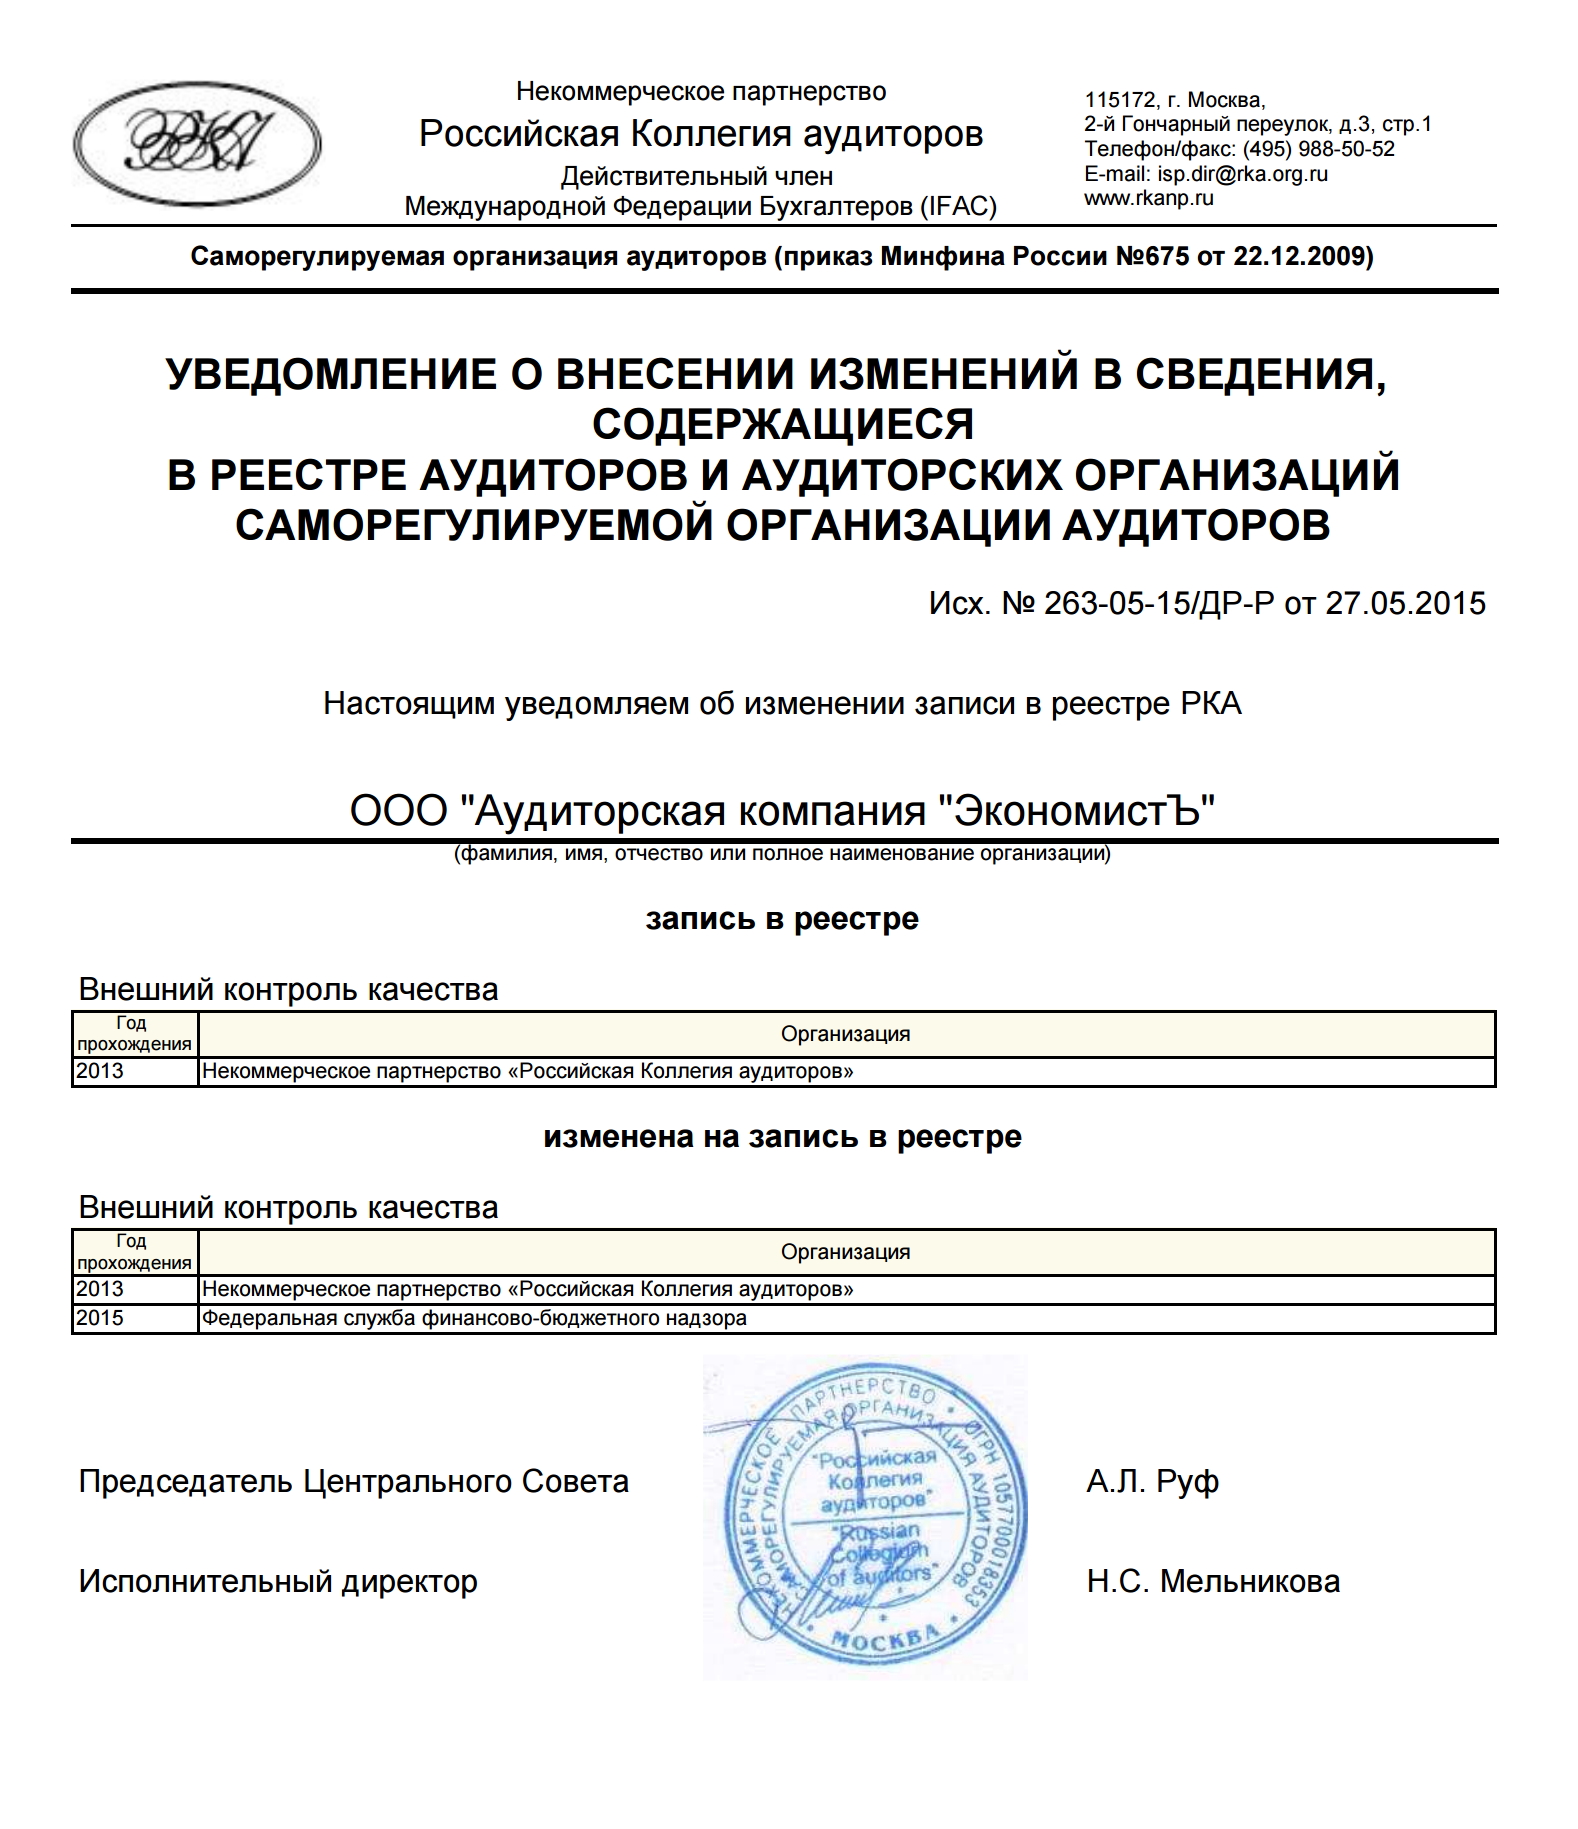 РКА
Некоммерческое партнерство
Российская Коллегия аудиторов
Действительный член
Международной Федерации Бухгалтеров (IFAC)
115172, г. Москва,
2-й Гончарный переулок, д.3, стр.1
Телефон/факс: (495) 988-50-52
E-mail: isp.dir@rka.org.ru
www.rkanp.ru
Саморегулируемая организация аудиторов (приказ Минфина России №675 от 22.12.2009)
УВЕДОМЛЕНИЕ О ВНЕСЕНИИ ИЗМЕНЕНИЙ В СВЕДЕНИЯ,
СОДЕРЖАЩИЕСЯ
В РЕЕСТРЕ АУДИТОРОВ И АУДИТОРСКИХ ОРГАНИЗАЦИЙ
САМОРЕГУЛИРУЕМОЙ ОРГАНИЗАЦИИ АУДИТОРОВ
Исх. № 263-05-15/ДР-Р от 27.05.2015
Настоящим уведомляем об изменении записи в реестре РКА
ООО "Аудиторская компания "ЭкономистЪ"
(фамилия, имя, отчество или полное наименование организации)
запись в реестре
Внешний контроль качества
Год
прохождения
Организация
2013 Некоммерческое партнерство «Российская Коллегия аудиторов»
изменена на запись в реестре
Внешний контроль качества
Год
прохождения
Организация
2013 Некоммерческое партнерство «Российская Коллегия аудиторов»
2015 Федеральная служба финансово-бюджетного надзора
Председатель Центрального Совета
А.Л. Руф
Исполнительный директор
Н.С. Мельникова
НЕКОММЕРЧЕСКОЕ ПАРТНЕРСТВО • ОГРН 1057700018353 • МОСКВА •
САМОРЕГУЛИРУЕМАЯ ОРГАНИЗАЦИЯ АУДИТОРОВ
"Российская
Коллегия
аудиторов"
"Russian
Collegium
of auditors"